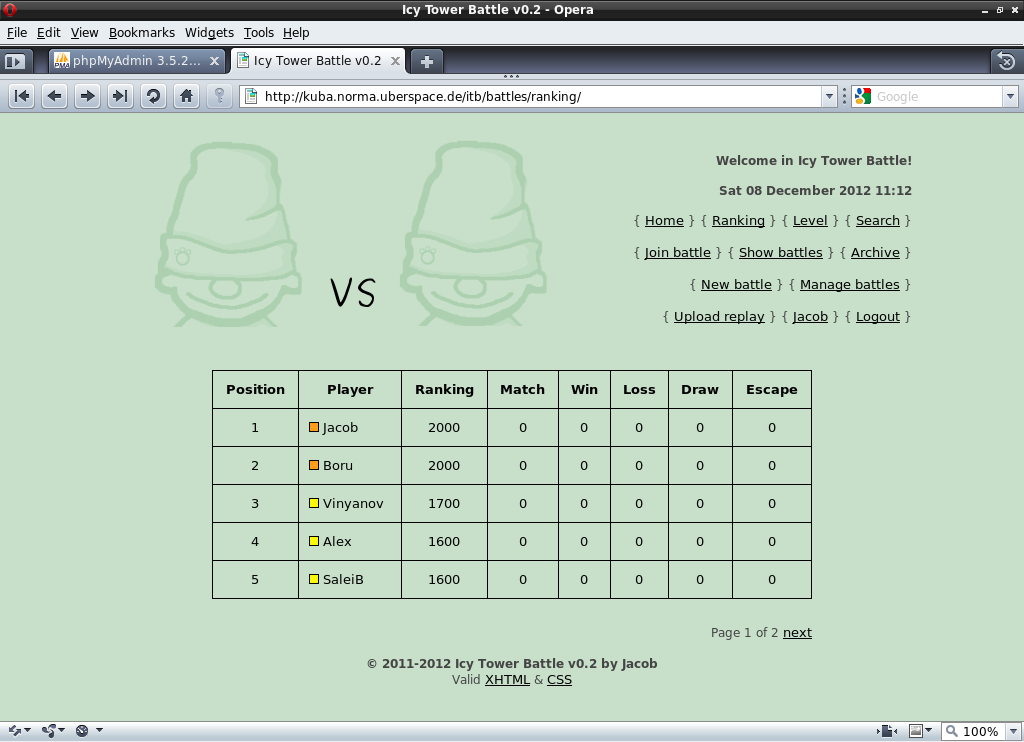 Icy Tower Battle v0.2 - Opera
File Edit View Bookmarks Widgets Tools Help
phpMyAdmin 3.5.2... Icy Tower Battle v0.2
http://kuba.norma.uberspace.de/itb/battles/ranking/ Google
Welcome in Icy Tower Battle!
Sat 08 December 2012 11:12
{ Home } { Ranking } { Level } { Search }
{ Join battle } { Show battles } { Archive }
{ New battle } { Manage battles }
{ Upload replay } { Jacob } { Logout }
VS
Position Player Ranking Match Win Loss Draw Escape
1 Jacob 2000 0 0 0 0 0
2 Boru 2000 0 0 0 0 0
3 Vinyanov 1700 0 0 0 0 0
4 Alex 1600 0 0 0 0 0
5 SaleiB 1600 0 0 0 0 0
Page 1 of 2 next
© 2011-2012 Icy Tower Battle v0.2 by Jacob
Valid XHTML & CSS
100%